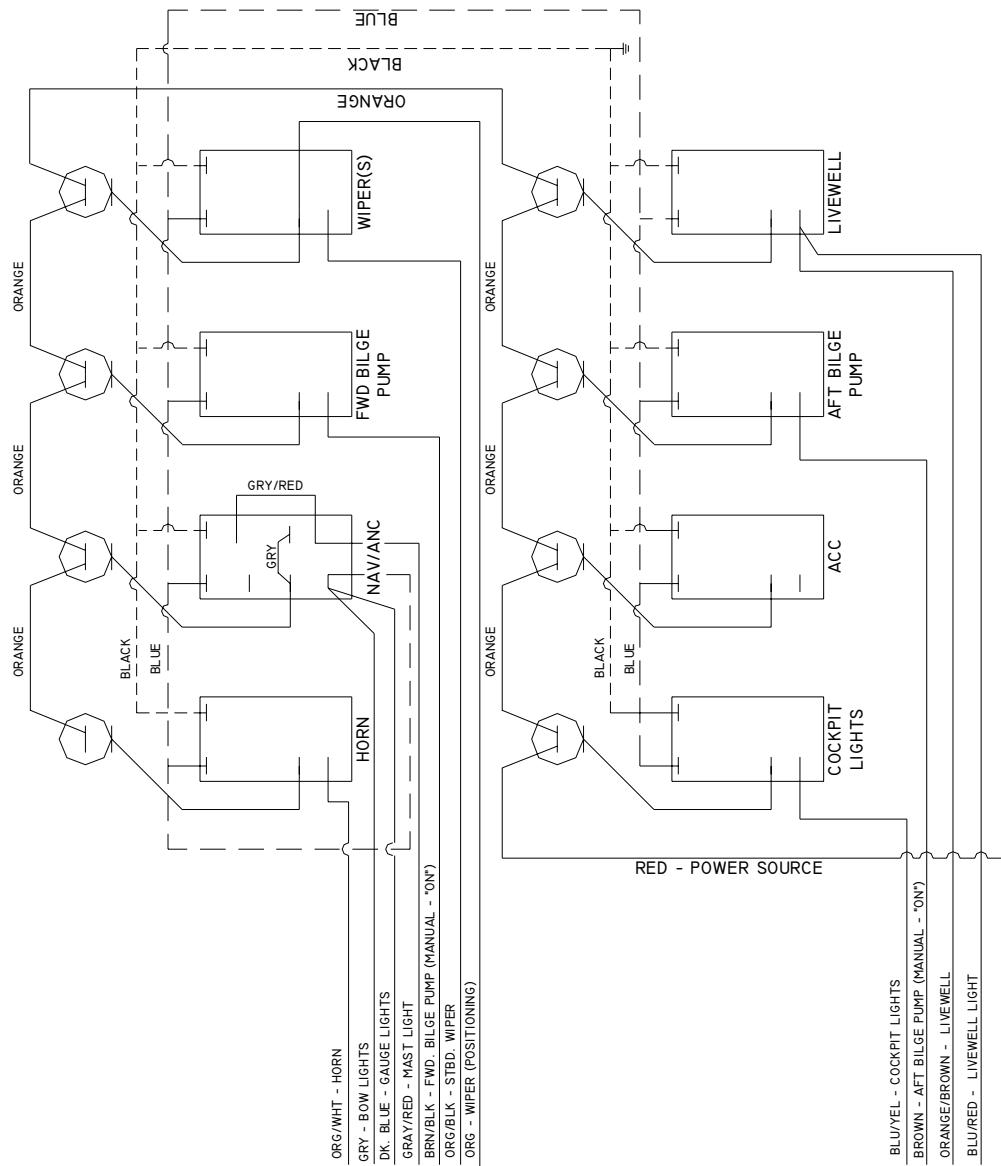 BLUE
BLACK
ORANGE
ORANGE
ORANGE
ORANGE
BLACK
BLUE
WIPER(S)
FWD BILGE
PUMP
GRY/RED
GRY
NAV/ANC
HORN
ORG/WHT - HORN
GRY - BOW LIGHTS
DK. BLUE - GAUGE LIGHTS
GRAY/RED - MAST LIGHT
BRN/BLK - FWD. BILGE PUMP (MANUAL - "ON")
ORG/BLK - STBD. WIPER
ORG - WIPER (POSITIONING)
ORANGE
ORANGE
ORANGE
BLACK
BLUE
LIVEWELL
AFT BILGE
PUMP
ACC
COCKPIT
LIGHTS
RED - POWER SOURCE
BLU/YEL - COCKPIT LIGHTS
BROWN - AFT BILGE PUMP (MANUAL - "ON")
ORANGE/BROWN - LIVEWELL
BLU/RED - LIVEWELL LIGHT